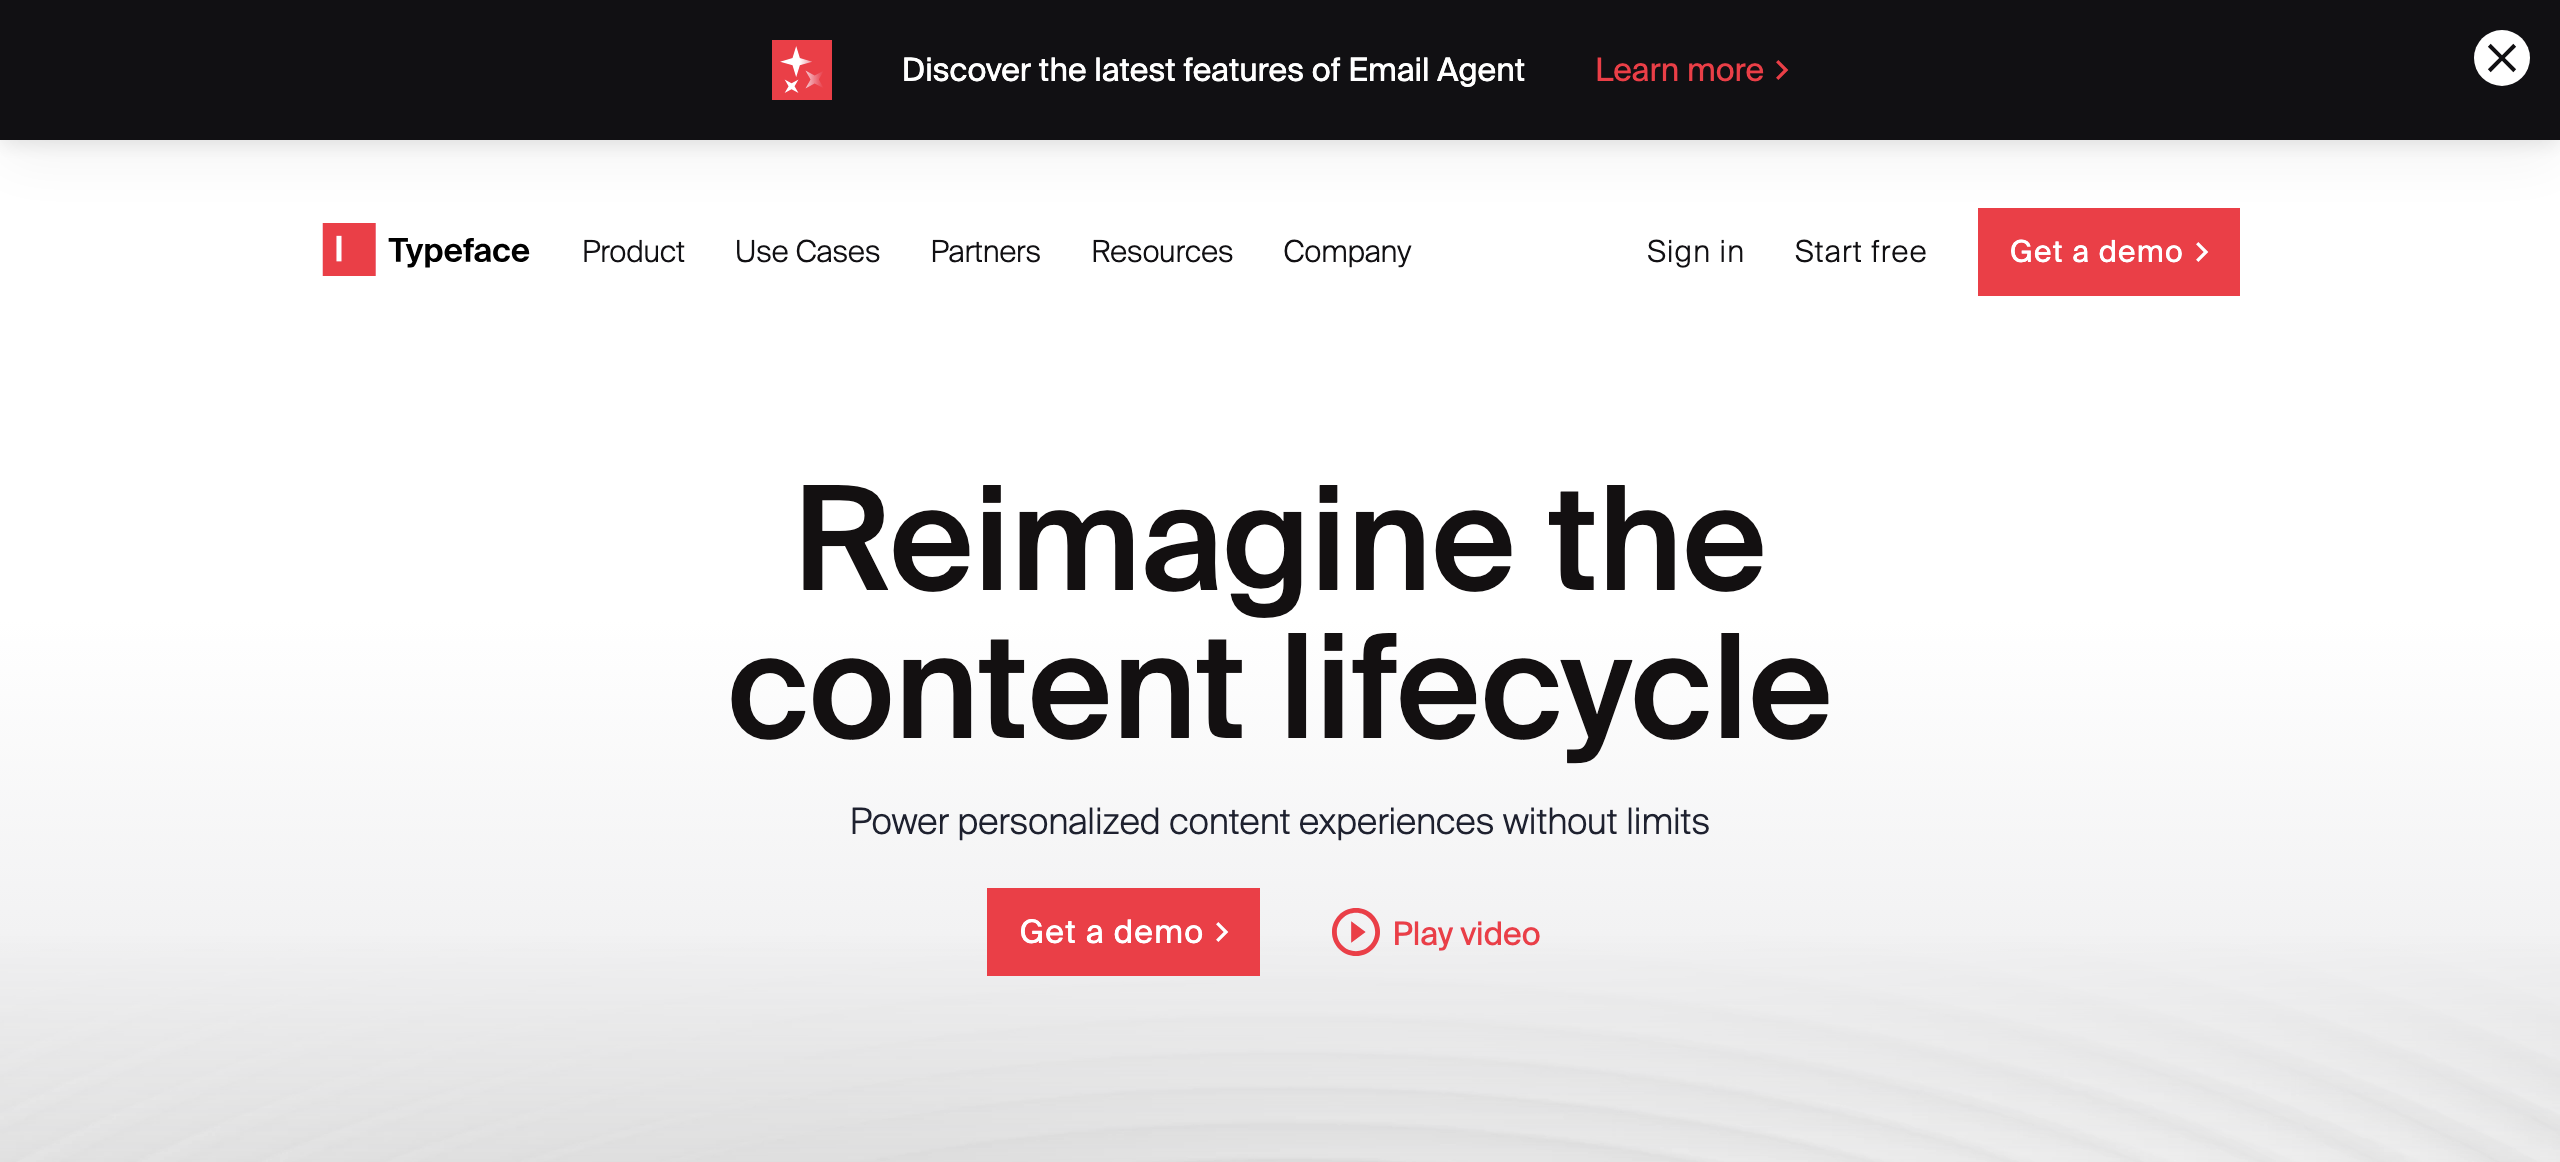 Discover the latest features of Email Agent
Learn more
Typeface
Product
Use Cases
Partners
Resources
Company
Sign in
Start free
Get a demo
Reimagine the
content lifecycle
Power personalized content experiences without limits
Get a demo
Play video